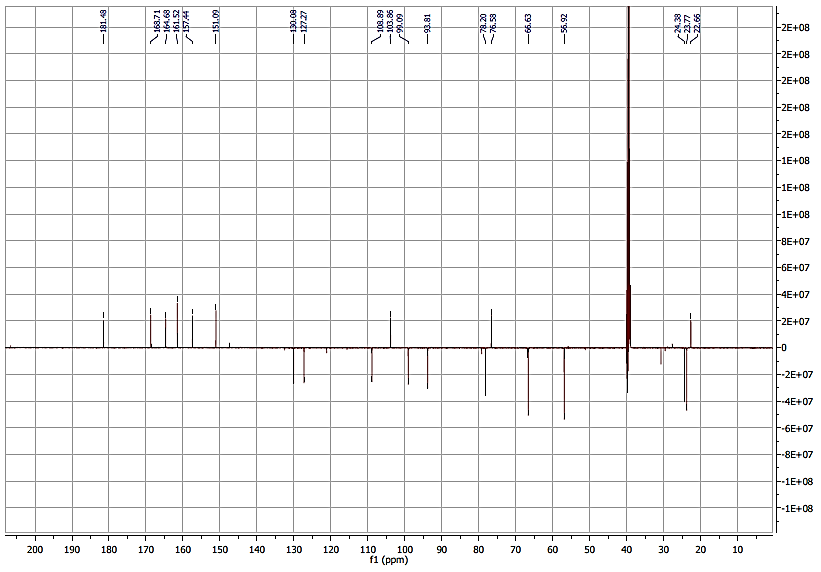 181.48
168.71
164.68
161.52
157.44
151.09
130.08
127.27
108.89
103.86
99.09
93.81
78.20
76.58
66.63
56.92
24.38
23.77
22.66
2E+08
2E+08
2E+08
2E+08
2E+08
1E+08
1E+08
1E+08
8E+07
6E+07
4E+07
2E+07
0
-2E+07
-4E+07
-6E+07
-8E+07
-1E+08
-1E+08
200 190 180 170 160 150 140 130 120 110 100 90 80 70 60 50 40 30 20 10
f1 (ppm)